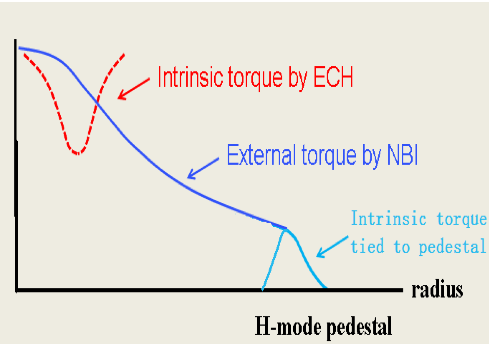 Intrinsic torque by ECH
External torque by NBI
Intrinsic torque
tied to pedestal
radius
H-mode pedestal